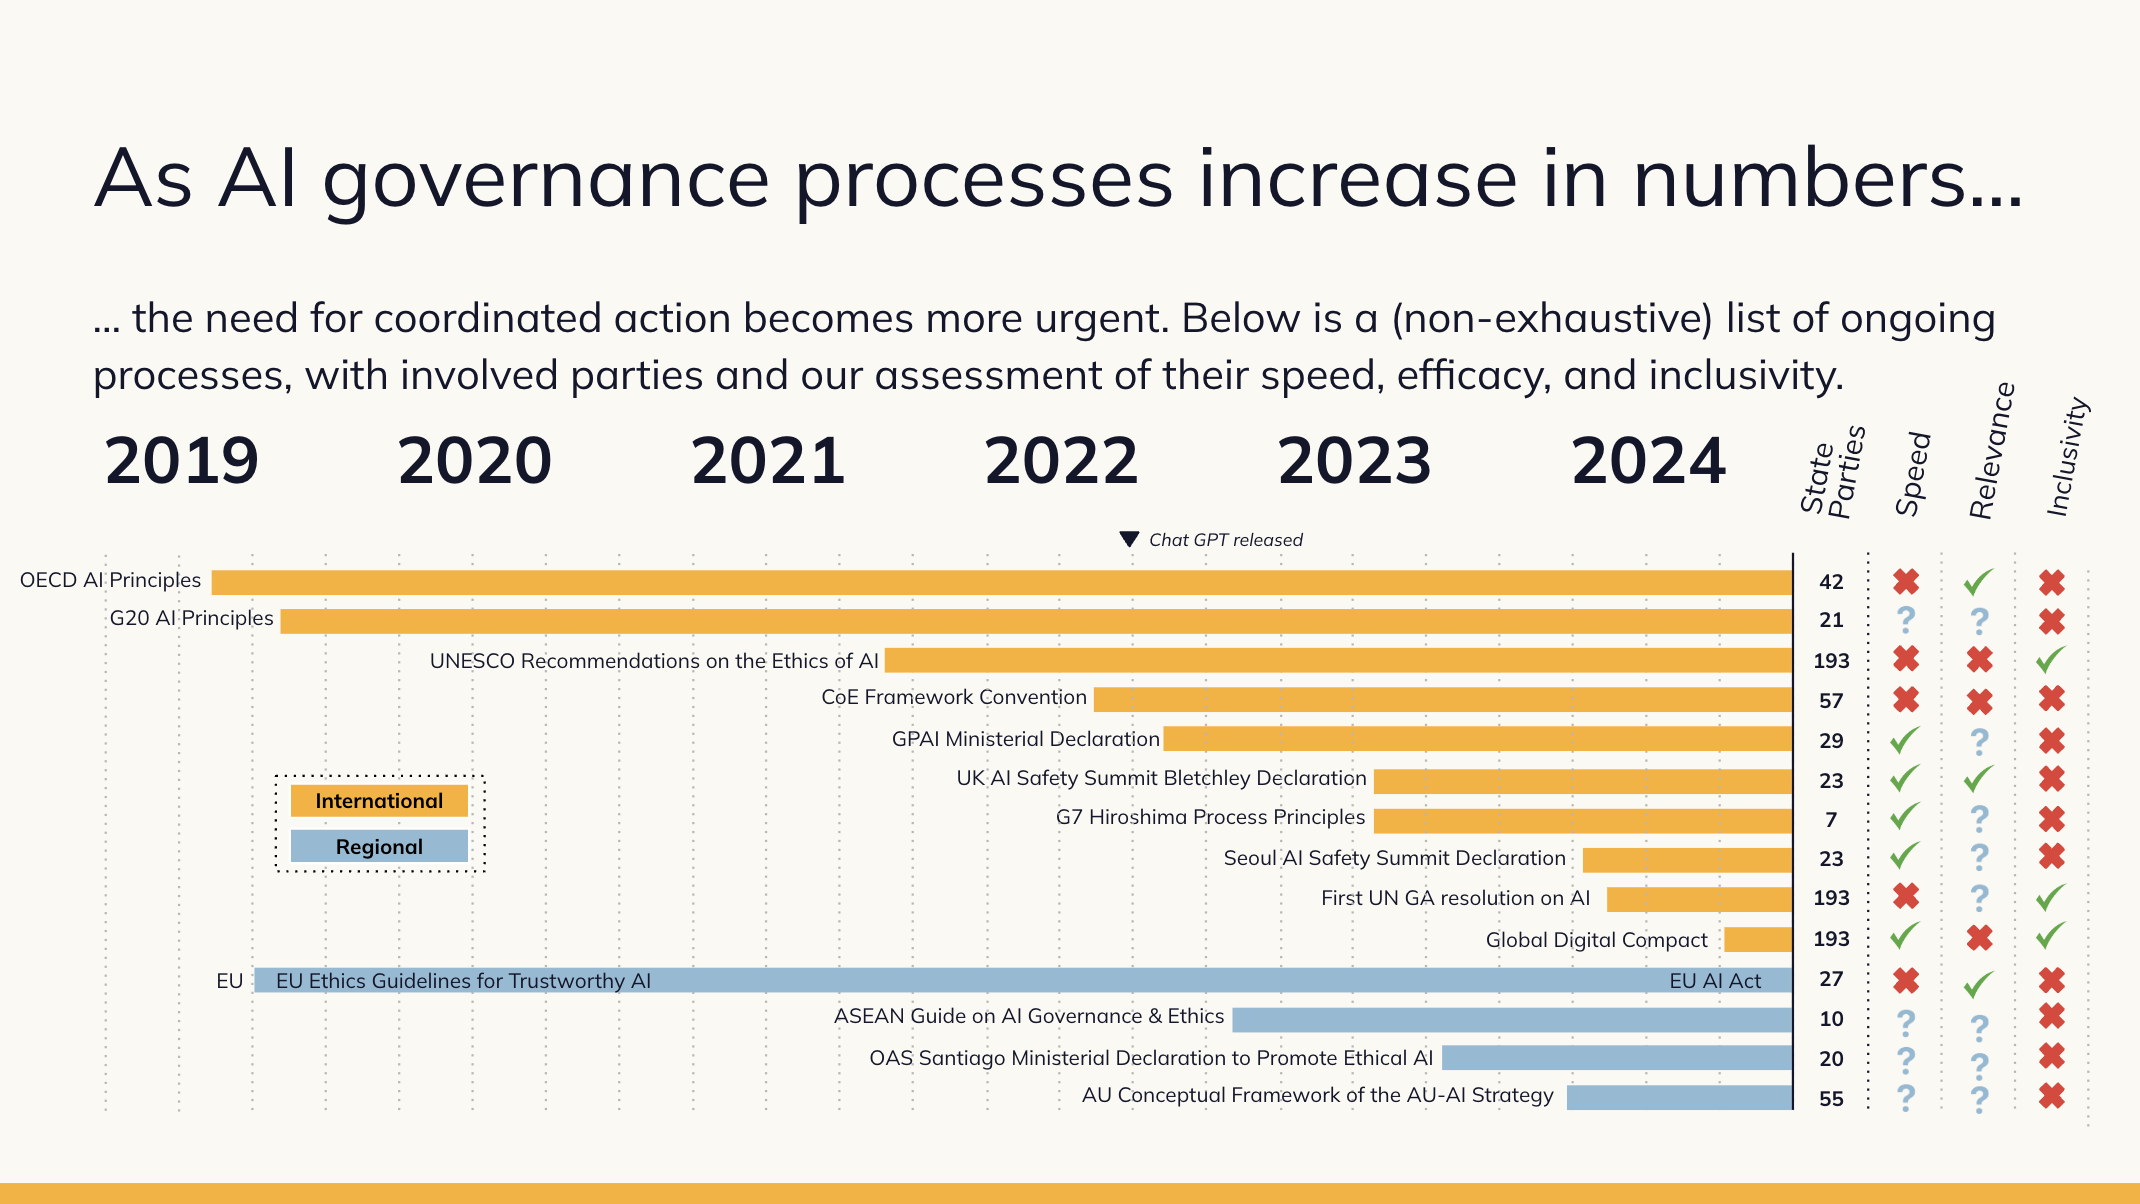 As AI governance processes increase in numbers...
... the need for coordinated action becomes more urgent. Below is a (non-exhaustive) list of ongoing
processes, with involved parties and our assessment of their speed, efficacy, and inclusivity.
2019 2020 2021 2022 2023 2024
State
Parties
Speed
Relevance
Inclusivity
Chat GPT released
OECD AI Principles 42
G20 AI Principles 21 ? ?
UNESCO Recommendations on the Ethics of AI 193
CoE Framework Convention 57
GPAI Ministerial Declaration 29 ?
UK AI Safety Summit Bletchley Declaration 23
G7 Hiroshima Process Principles 7 ?
Seoul AI Safety Summit Declaration 23 ?
First UN GA resolution on AI 193 ?
Global Digital Compact 193
EU EU Ethics Guidelines for Trustworthy AI EU AI Act 27
ASEAN Guide on AI Governance & Ethics 10 ? ?
OAS Santiago Ministerial Declaration to Promote Ethical AI 20 ? ?
AU Conceptual Framework of the AU-AI Strategy 55 ? ?
International
Regional